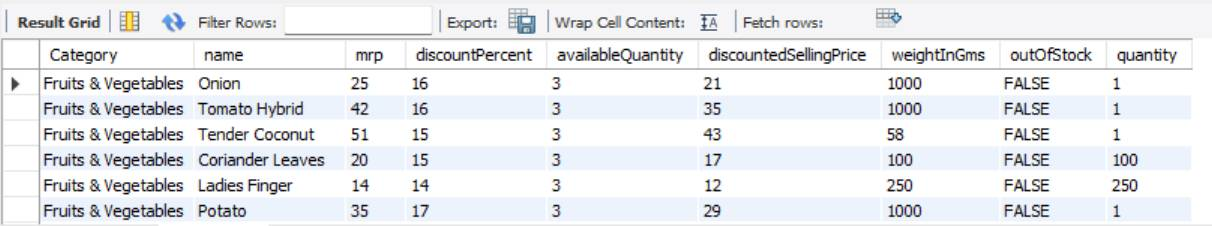 Result Grid Filter Rows: Export: Wrap Cell Content: IA Fetch rows:
Category name mrp discountPercent availableQuantity discountedSellingPrice weightInGms outOfStock quantity
Fruits & Vegetables Onion 25 16 3 21 1000 FALSE 1
Fruits & Vegetables Tomato Hybrid 42 16 3 35 1000 FALSE 1
Fruits & Vegetables Tender Coconut 51 15 3 43 58 FALSE 1
Fruits & Vegetables Coriander Leaves 20 15 3 17 100 FALSE 100
Fruits & Vegetables Ladies Finger 14 14 3 12 250 FALSE 250
Fruits & Vegetables Potato 35 17 3 29 1000 FALSE 1